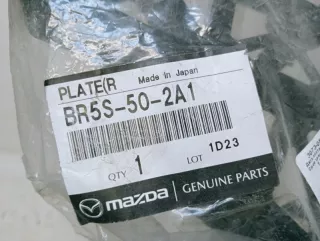 PLATE(R Made in Japan
BR5S-50-2A1
QTY 1 LOT 1D23
mazda GENUINE PARTS